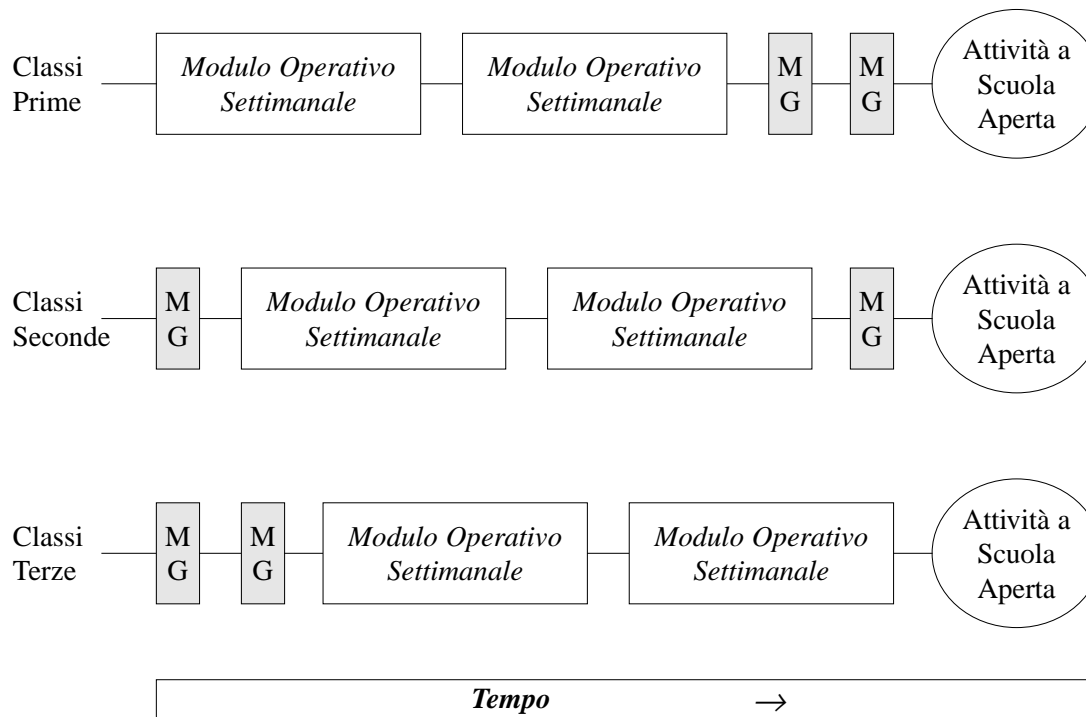 Classi
Prime
Modulo Operativo
Settimanale
Modulo Operativo
Settimanale
M
G
M
G
Attività a
Scuola
Aperta
Classi
Seconde
M
G
Modulo Operativo
Settimanale
Modulo Operativo
Settimanale
M
G
Attività a
Scuola
Aperta
Classi
Terze
M
G
M
G
Modulo Operativo
Settimanale
Modulo Operativo
Settimanale
Attività a
Scuola
Aperta
Tempo →